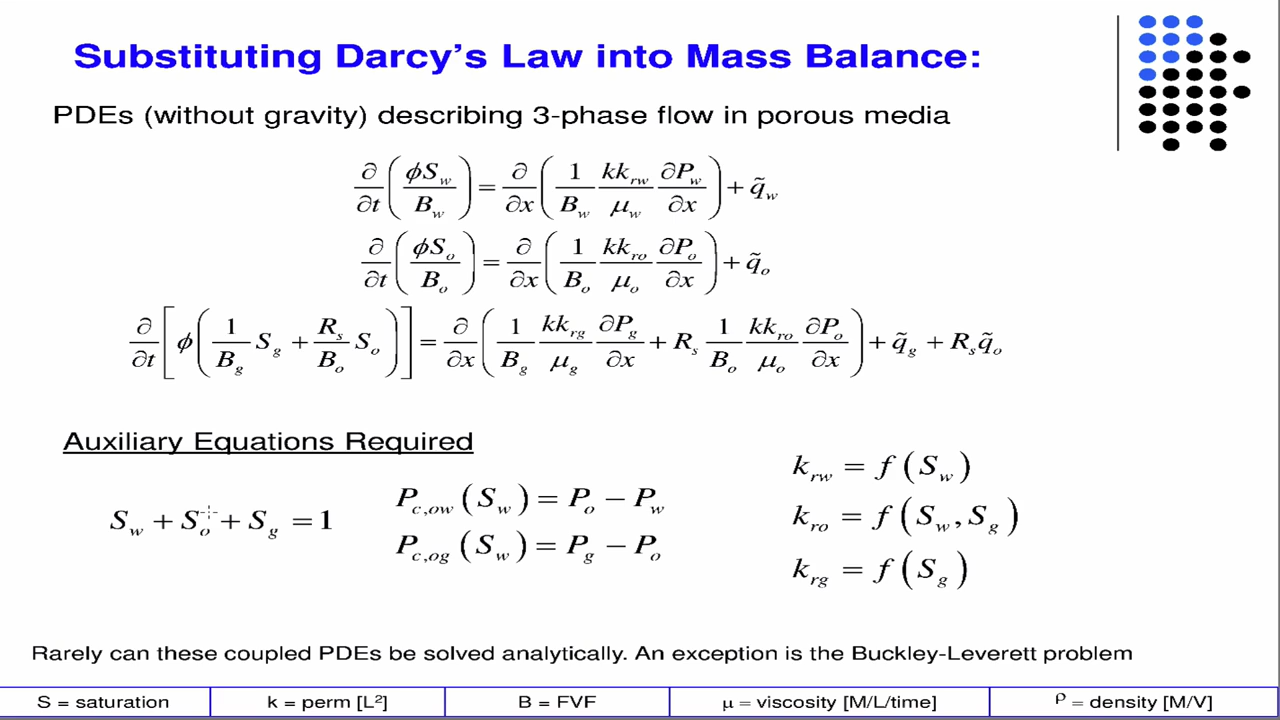 Substituting Darcy's Law into Mass Balance:
PDEs (without gravity) describing 3-phase flow in porous media
∂/∂t (ϕS_w / B_w) = ∂/∂x (1/B_w kk_rw/μ_w ∂P_w/∂x) + q̃_w
∂/∂t (ϕS_o / B_o) = ∂/∂x (1/B_o kk_ro/μ_o ∂P_o/∂x) + q̃_o
∂/∂t [ϕ (1/B_g S_g + R_s/B_o S_o)] = ∂/∂x (1/B_g kk_rg/μ_g ∂P_g/∂x + R_s 1/B_o kk_ro/μ_o ∂P_o/∂x) + q̃_g + R_s q̃_o
Auxiliary Equations Required
S_w + S_o + S_g = 1
P_c,ow (S_w) = P_o − P_w
P_c,og (S_w) = P_g − P_o
k_rw = f (S_w)
k_ro = f (S_w, S_g)
k_rg = f (S_g)
Rarely can these coupled PDEs be solved analytically. An exception is the Buckley-Leverett problem
S = saturation
k = perm [L²]
B = FVF
μ = viscosity [M/L/time]
ρ = density [M/V]